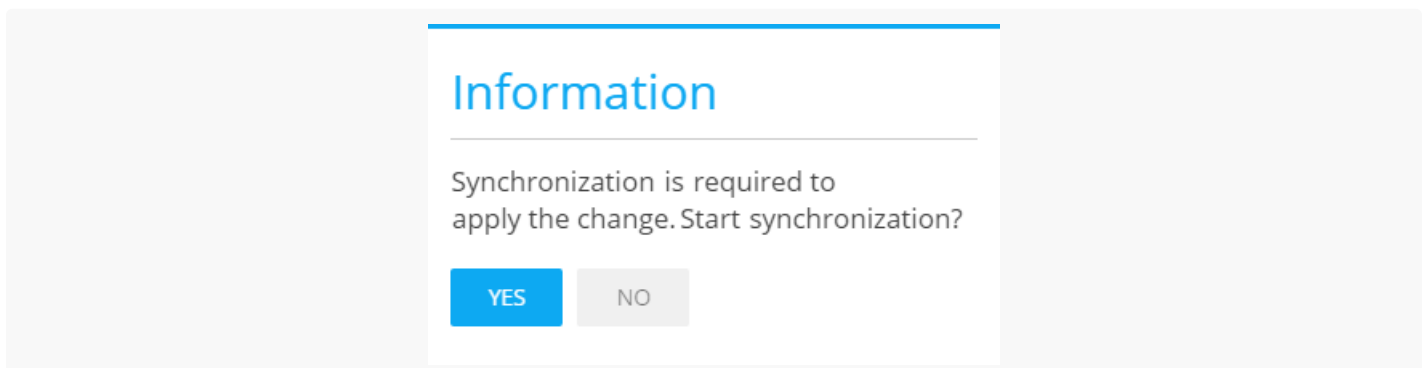 Information
Synchronization is required to
apply the change. Start synchronization?
YES NO